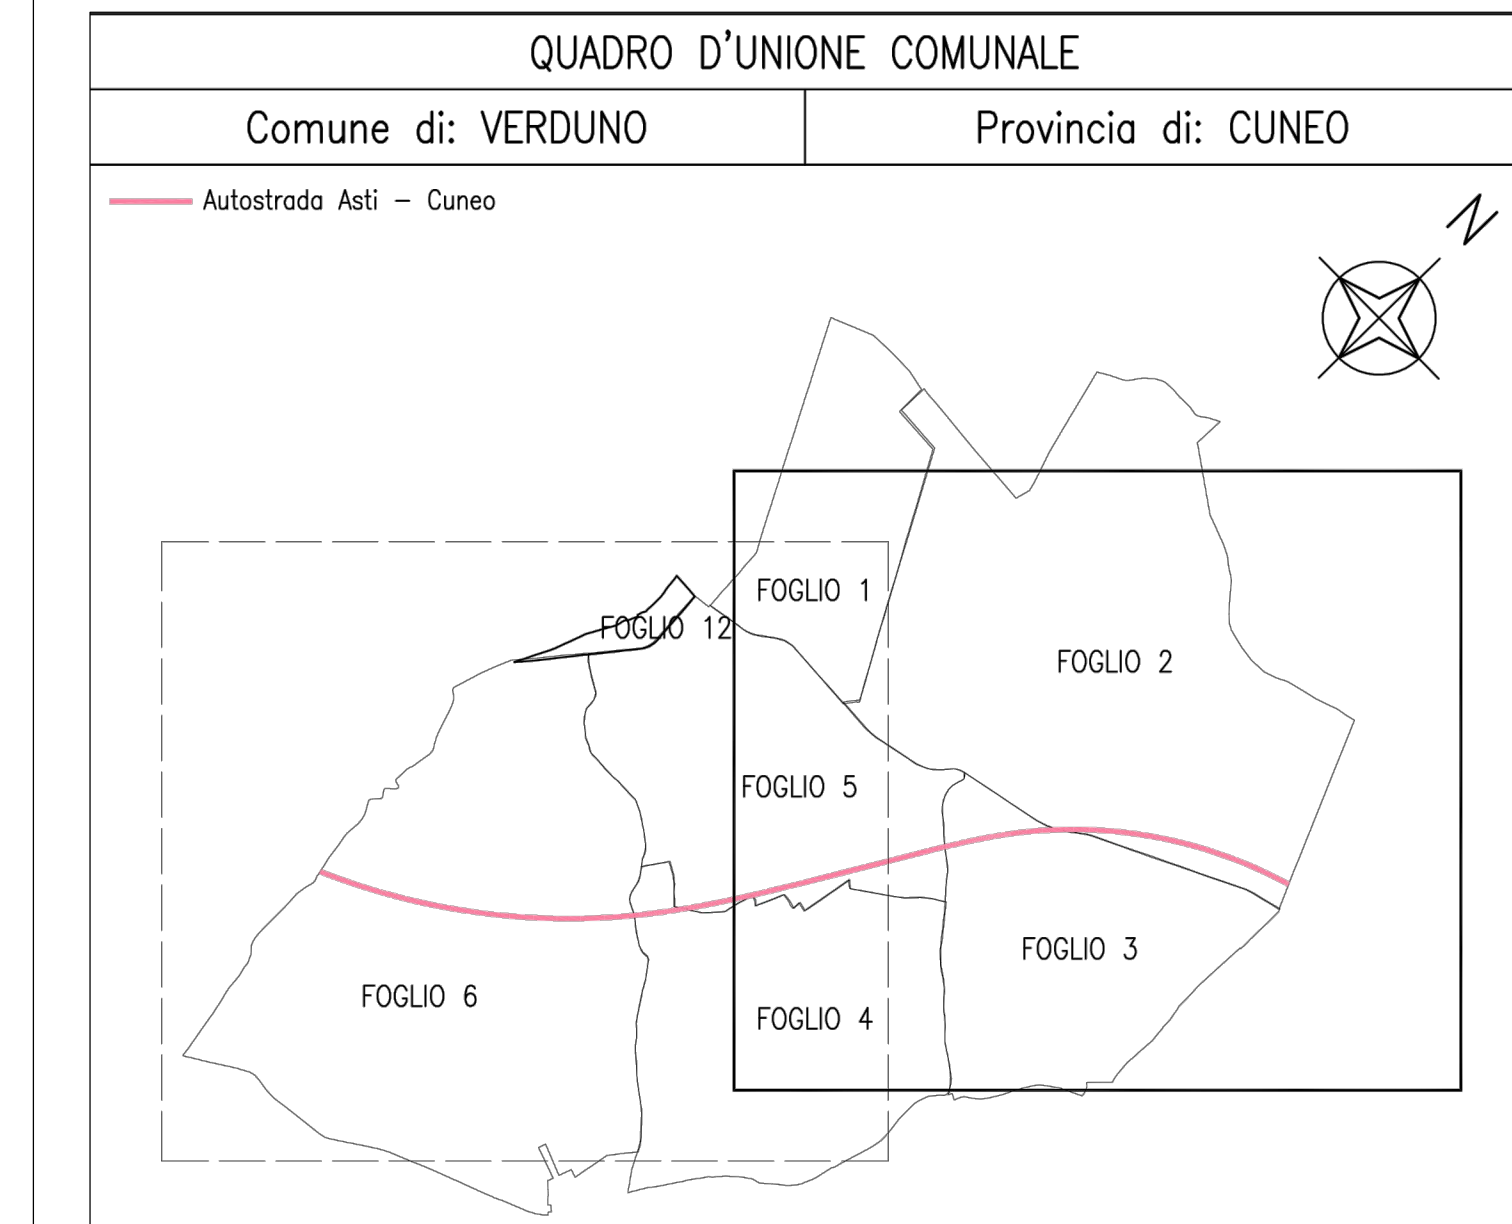 QUADRO D'UNIONE COMUNALE
Comune di: VERDUNO
Provincia di: CUNEO
Autostrada Asti – Cuneo
N
FOGLIO 1
FOGLIO 12
FOGLIO 2
FOGLIO 5
FOGLIO 3
FOGLIO 6
FOGLIO 4